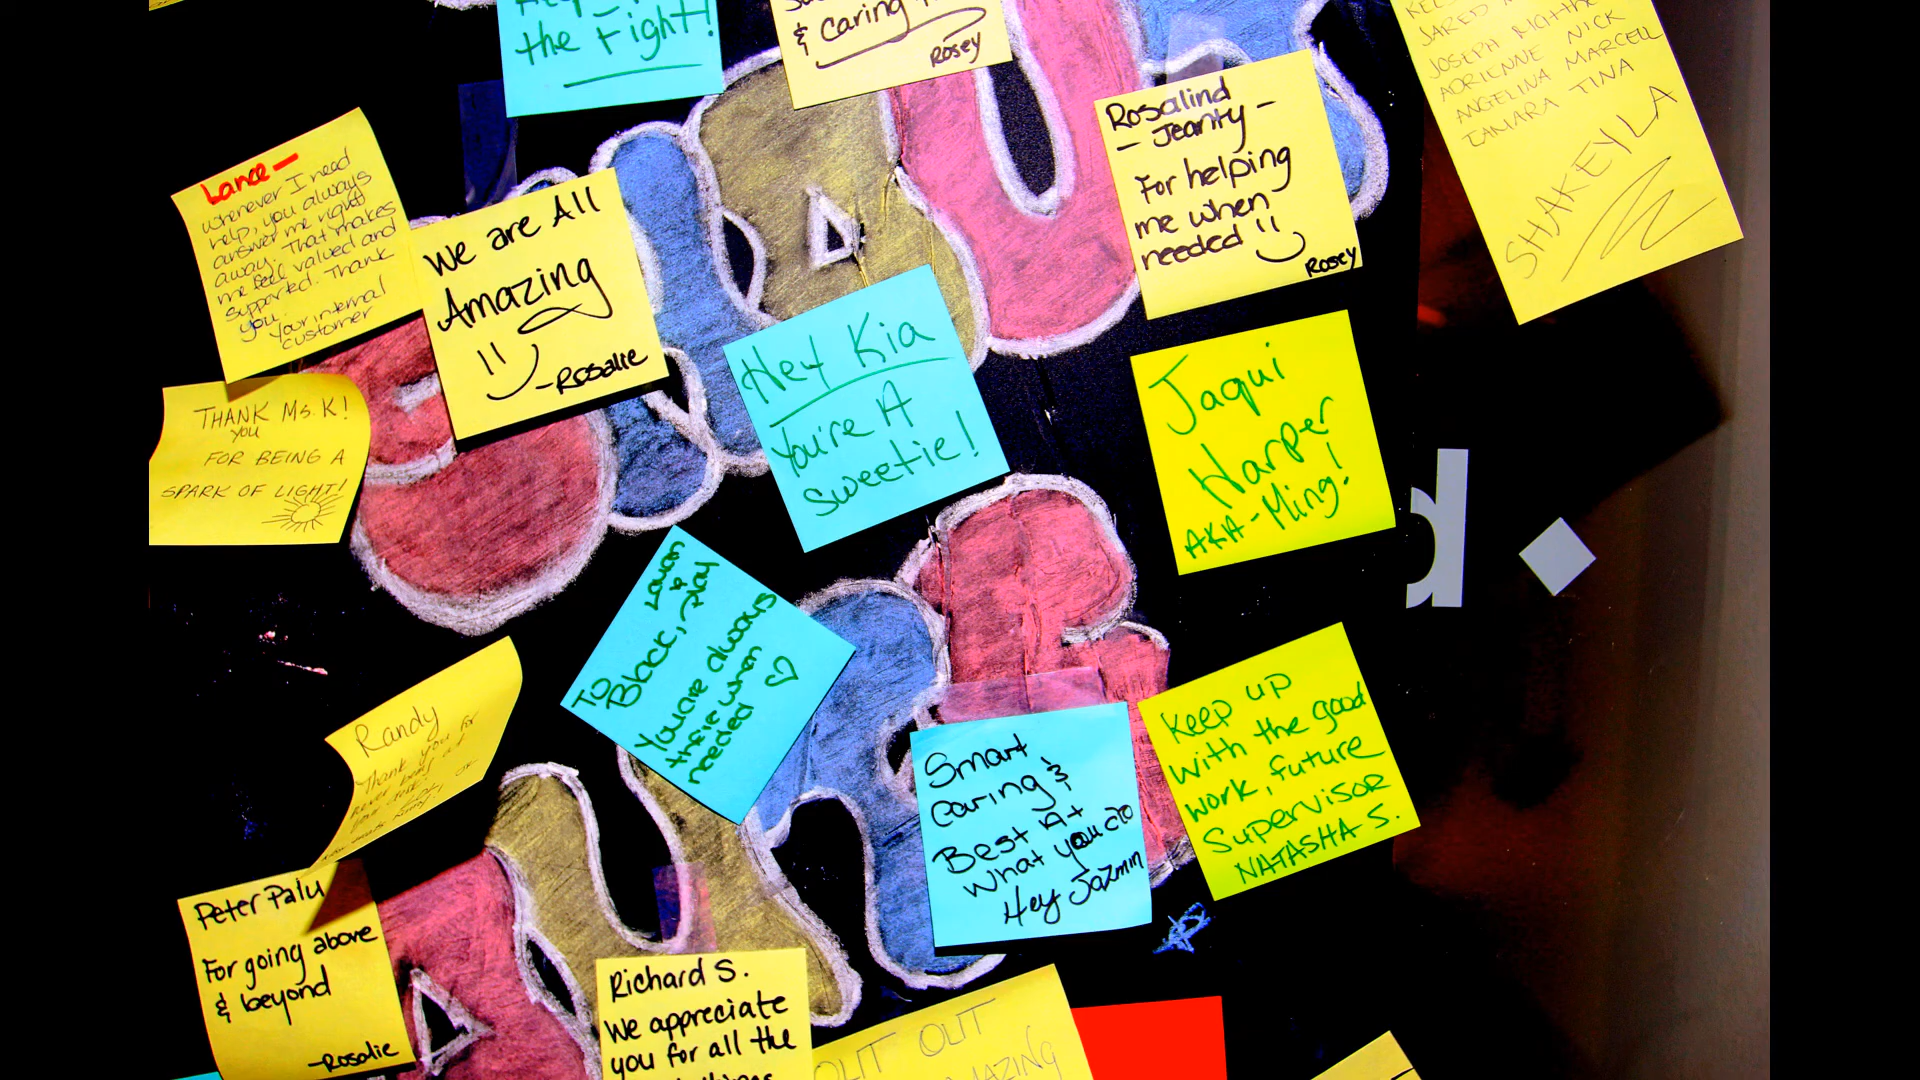 the Fight!
& caring
Rosey
JARED
JOSEPH Matthew
ADRIENNE NICK
ANGELINA MARCELL
TAMARA TINA
SHAKEYLA
Rosalind
- Jeanty -
For helping
me when
needed
Rosey
Lance -
whenever I need
help, you always
answer me right
away. That makes
me feel valued and
supported. Thank
you.
Your internal
customer
We are All
Amazing
-Rosalie
Hey Kia
You're A
Sweetie!
Jaqui
Harper
AKA-Ming!
THANK Ms. K!
YOU
FOR BEING A
SPARK OF LIGHT!
d.
TO
Black,
You are always
there when
needed
Randy
Thank you for
Smart
caring &
Best At
What you do
Hey Jazmin
Keep up
with the good
work, future
Supervisor
NATASHA S.
Peter Palu
For going above
& beyond
-Rosalie
Richard S.
We appreciate
you for all the
OUT
AMAZING